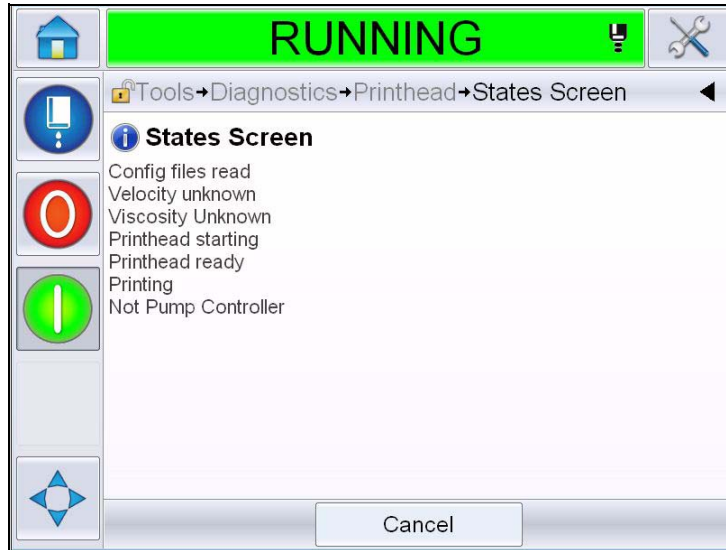 RUNNING
Tools→Diagnostics→Printhead→States Screen
States Screen
Config files read
Velocity unknown
Viscosity Unknown
Printhead starting
Printhead ready
Printing
Not Pump Controller
Cancel